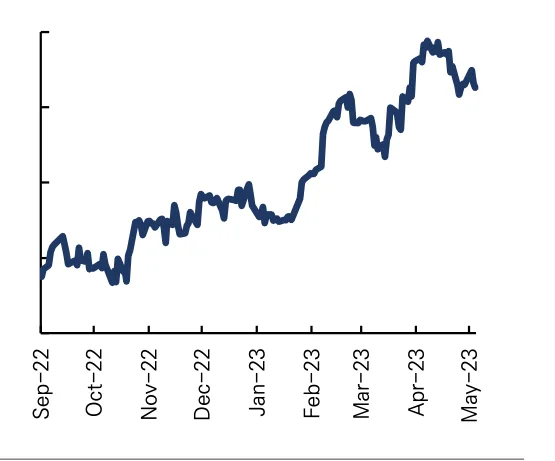 Sep–22
Oct–22
Nov–22
Dec–22
Jan–23
Feb–23
Mar–23
Apr–23
May–23